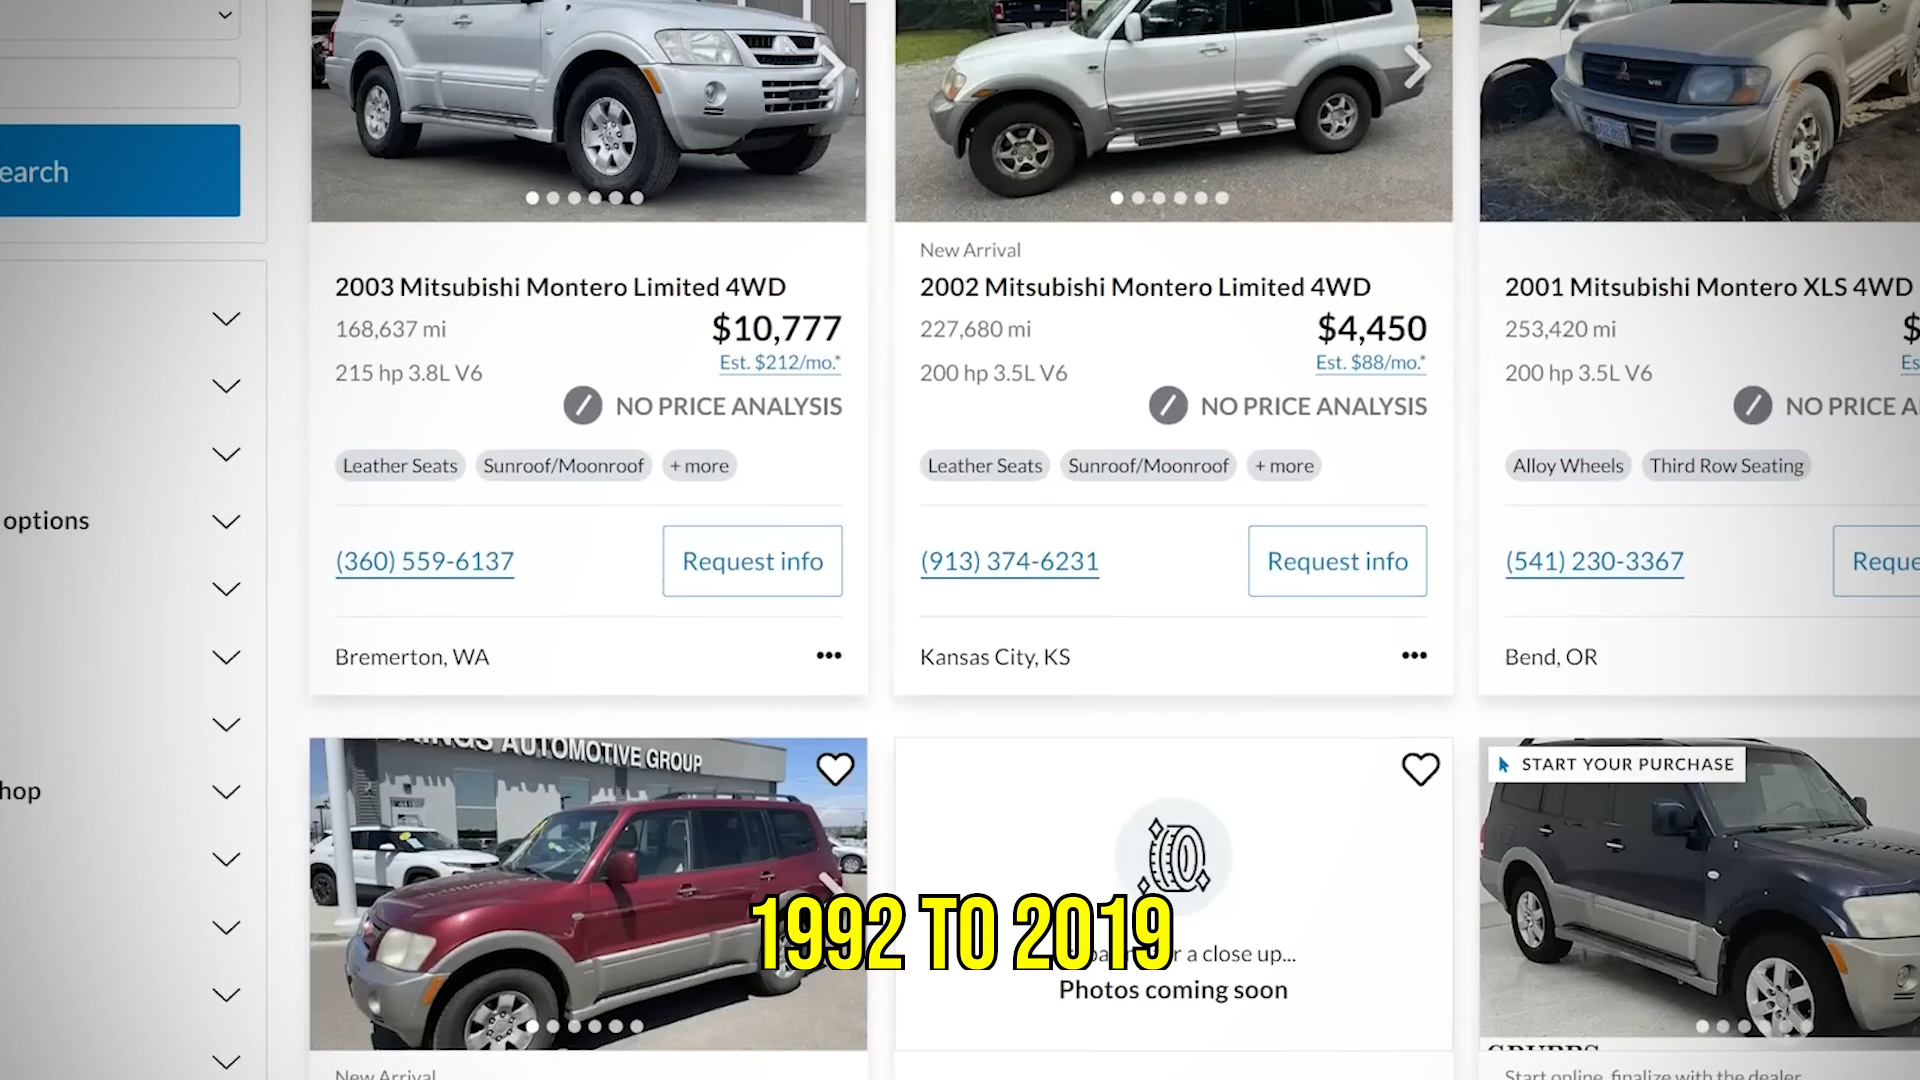 earch
options
hop
2003 Mitsubishi Montero Limited 4WD
168,637 mi
$10,777
Est. $212/mo.*
215 hp 3.8L V6
NO PRICE ANALYSIS
Leather Seats
Sunroof/Moonroof
+ more
(360) 559-6137
Request info
Bremerton, WA
New Arrival
2002 Mitsubishi Montero Limited 4WD
227,680 mi
$4,450
Est. $88/mo.*
200 hp 3.5L V6
NO PRICE ANALYSIS
Leather Seats
Sunroof/Moonroof
+ more
(913) 374-6231
Request info
Kansas City, KS
2001 Mitsubishi Montero XLS 4WD
253,420 mi
$
Es
200 hp 3.5L V6
NO PRICE A
Alloy Wheels
Third Row Seating
(541) 230-3367
Reque
Bend, OR
AUTOMOTIVE GROUP
New Arrival
1992 TO 2019
a close up...
Photos coming soon
START YOUR PURCHASE
GRUBBS
Start online, finalize with the dealer